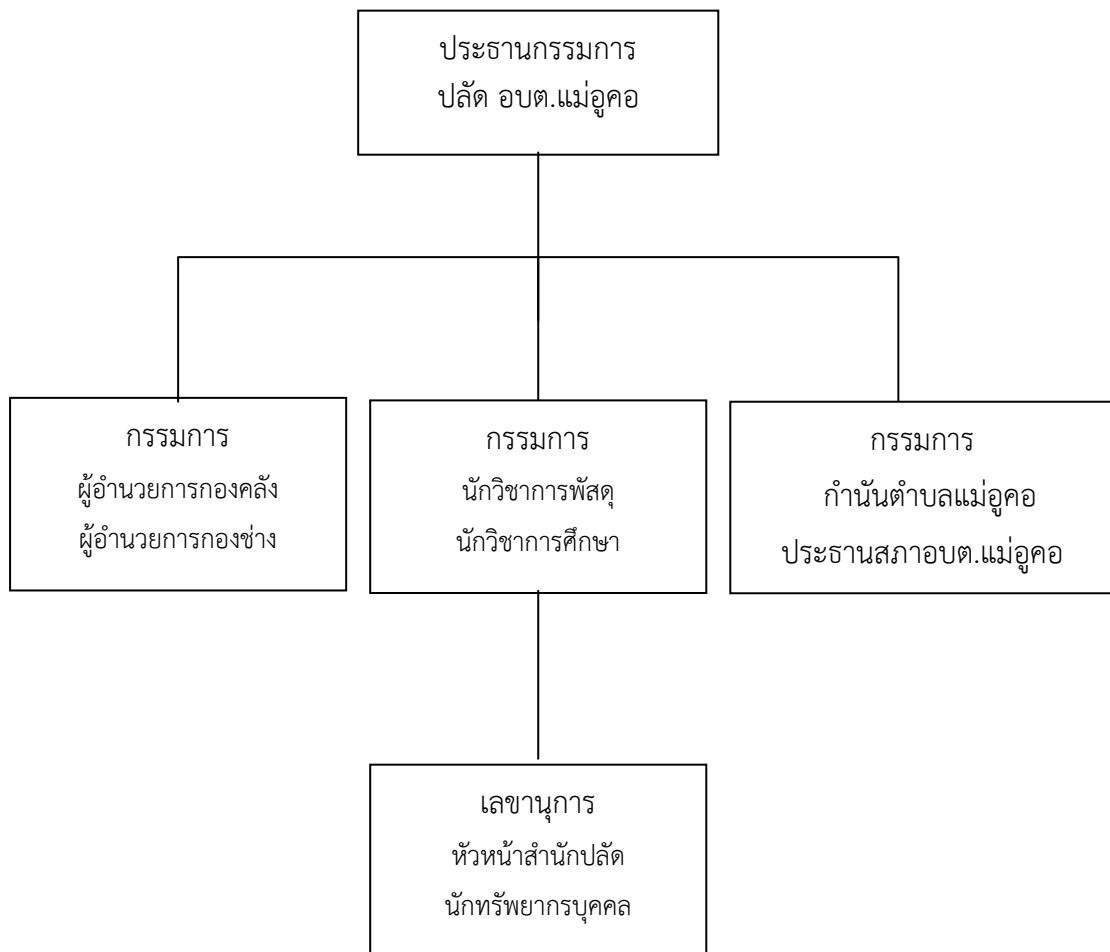 ประธานกรรมการ
ปลัด อบต.แม่อูคอ
กรรมการ
ผู้อำนวยการกองคลัง
ผู้อำนวยการกองช่าง
กรรมการ
นักวิชาการพัสดุ
นักวิชาการศึกษา
กรรมการ
กำนันตำบลแม่อูคอ
ประธานสภาอบต.แม่อูคอ
เลขานุการ
หัวหน้าสำนักปลัด
นักทรัพยากรบุคคล